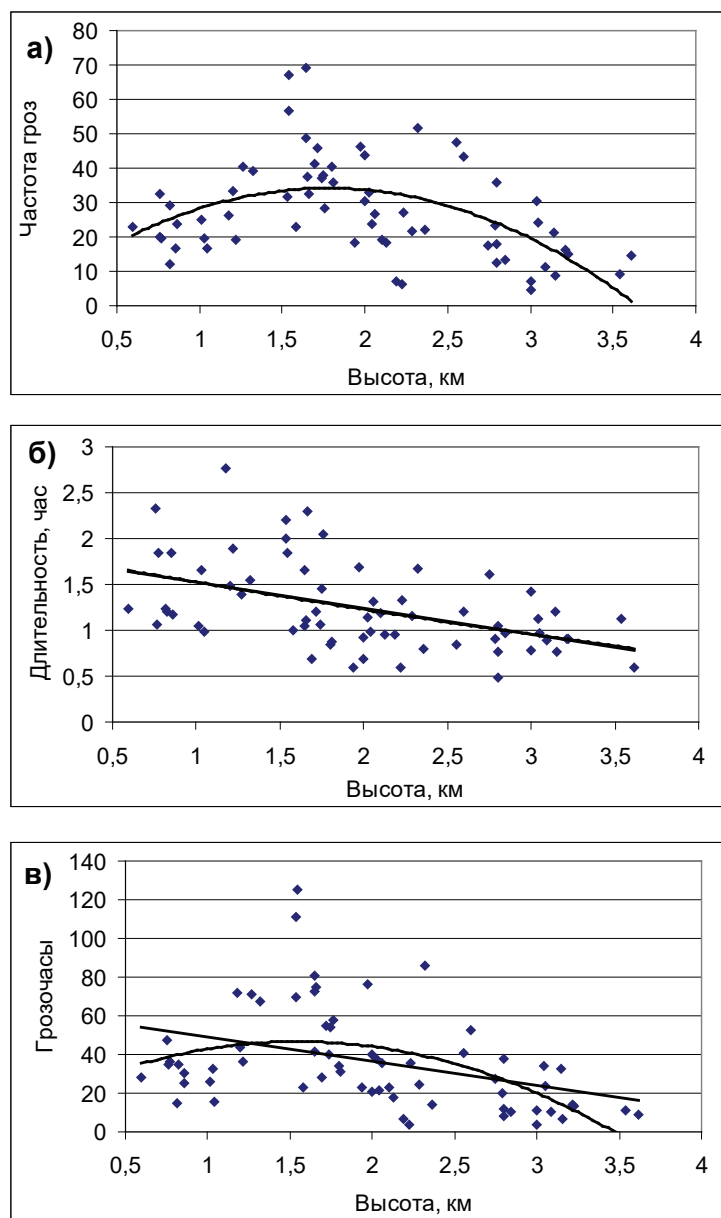 а)
Частота гроз
80
70
60
50
40
30
20
10
0
0,5 1 1,5 2 2,5 3 3,5 4
Высота, км
б)
Длительность, час
3
2,5
2
1,5
1
0,5
0
0,5 1 1,5 2 2,5 3 3,5 4
Высота, км
в)
Грозочасы
140
120
100
80
60
40
20
0
0,5 1 1,5 2 2,5 3 3,5 4
Высота, км